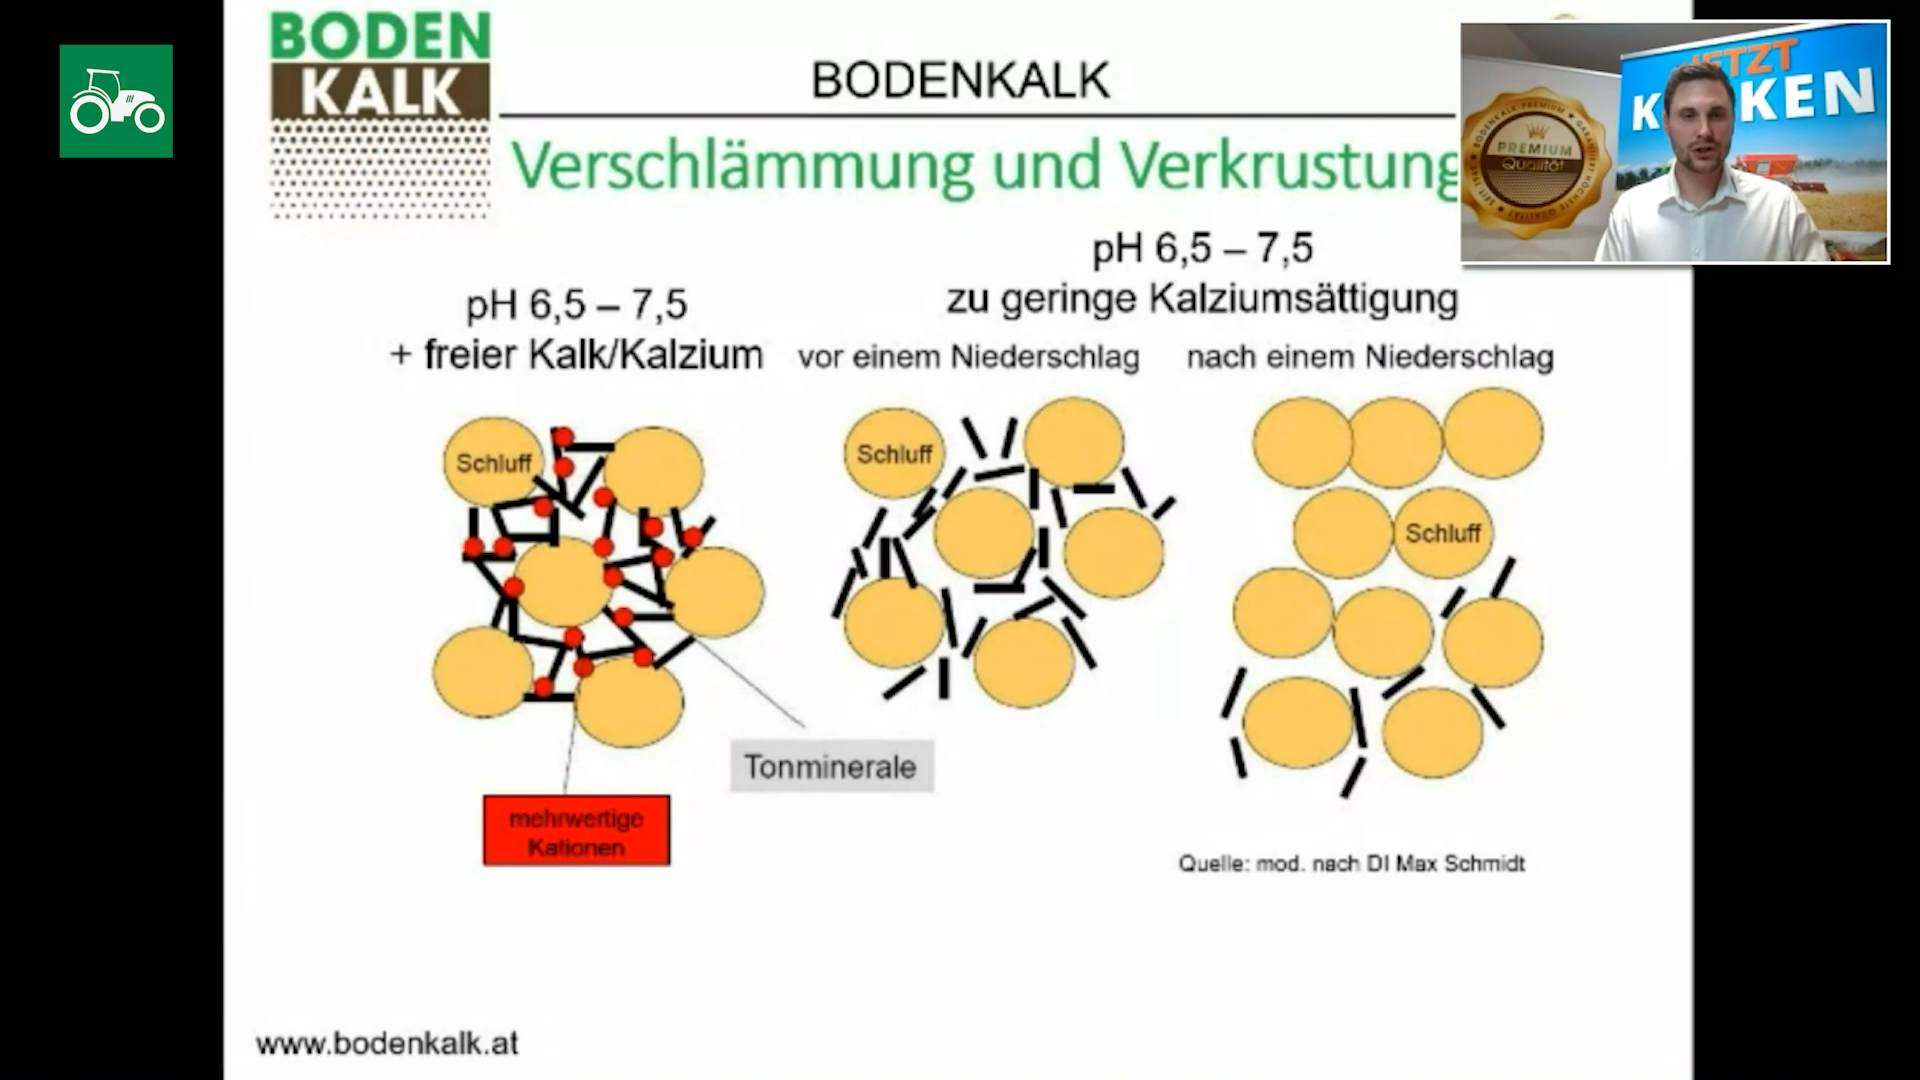 BODEN
KALK
BODENKALK
Verschlämmung und Verkrustung
JETZT
PREMIUM
Qualität
pH 6,5 – 7,5
+ freier Kalk/Kalzium
pH 6,5 – 7,5
zu geringe Kalziumsättigung
vor einem Niederschlag
nach einem Niederschlag
Schluff
Schluff
Schluff
Tonminerale
mehrwertige
Kationen
Quelle: mod. nach DI Max Schmidt
www.bodenkalk.at